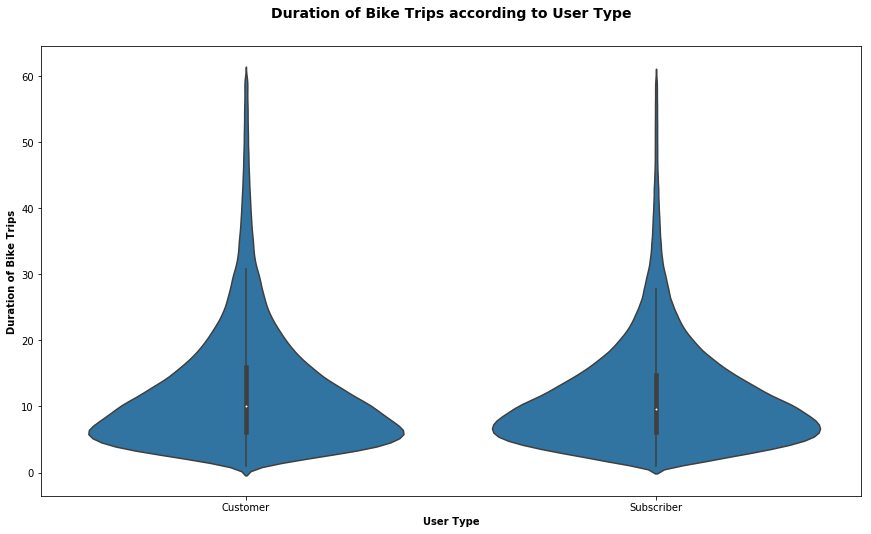 Duration of Bike Trips according to User Type
60
50
40
30
20
10
0
Duration of Bike Trips
Customer
Subscriber
User Type